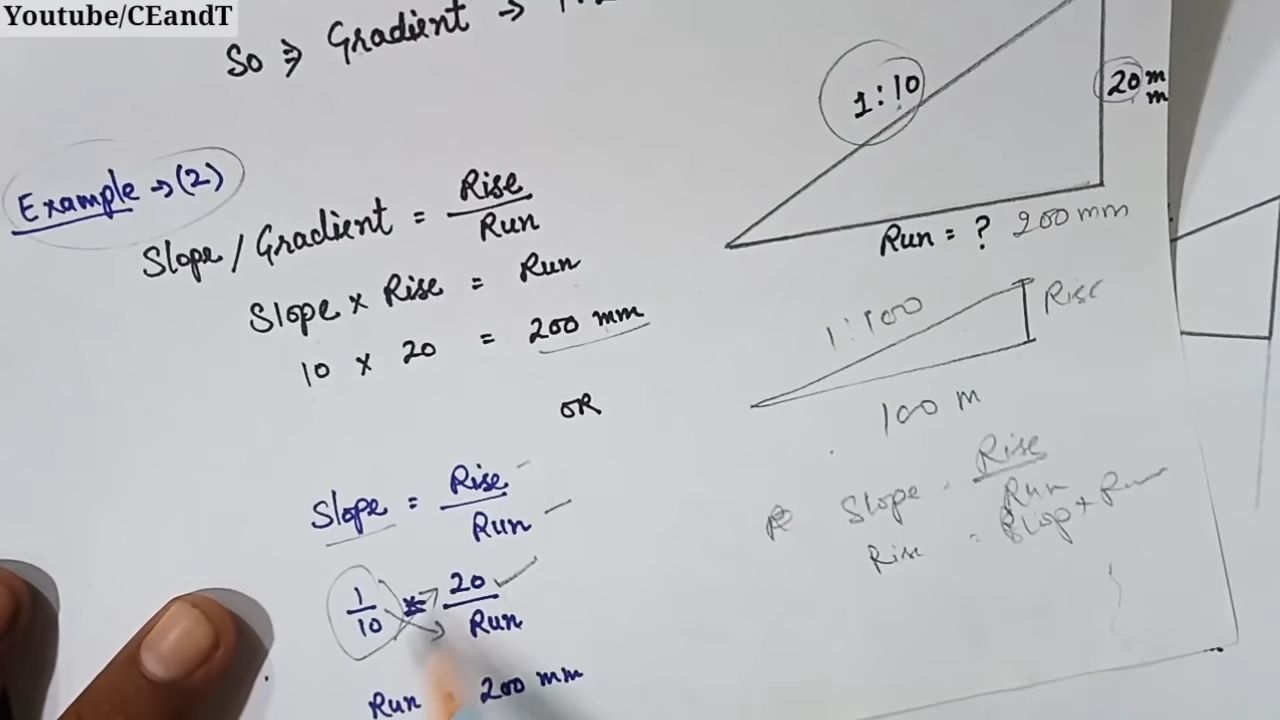 Youtube/CEandT
So ⇒ Gradient →
Example → (2)
Slope / Gradient = Rise / Run
Slope x Rise = Run
10 x 20 = 200 mm
OR
Slope = Rise / Run
1/10 = 20 / Run
Run 200 mm
1:10
20 mm
Run = ? 200 mm
1:100
Rise
100 m
Slope = Rise / Run
Rise = Slop + Run